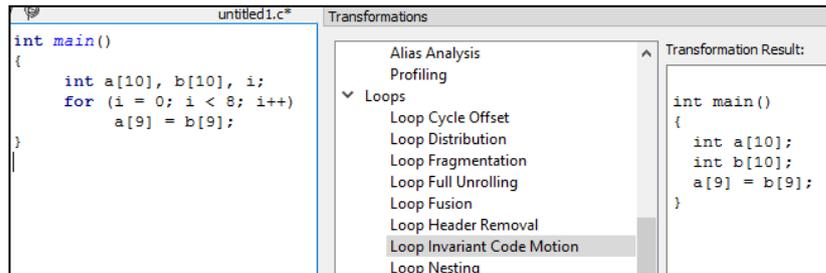 untitled1.c*
int main()
{
int a[10], b[10], i;
for (i = 0; i < 8; i++)
a[9] = b[9];
}
Transformations
Alias Analysis
Profiling
Loops
Loop Cycle Offset
Loop Distribution
Loop Fragmentation
Loop Full Unrolling
Loop Fusion
Loop Header Removal
Loop Invariant Code Motion
Loop Nesting
Transformation Result:
int main()
{
int a[10];
int b[10];
a[9] = b[9];
}